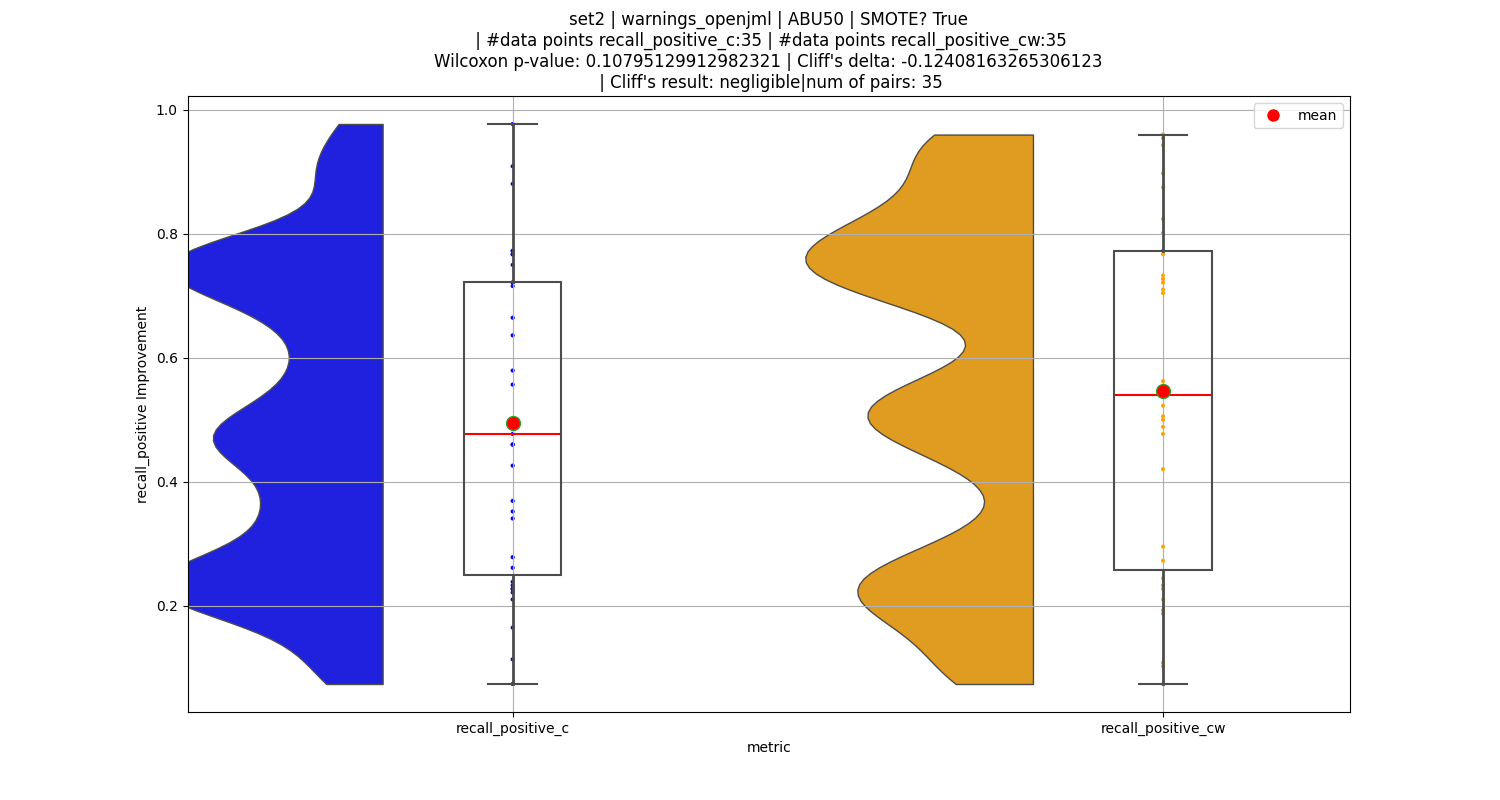 set2 | warnings_openjml | ABU50 | SMOTE? True
| #data points recall_positive_c:35 | #data points recall_positive_cw:35
Wilcoxon p-value: 0.10795129912982321 | Cliff's delta: -0.12408163265306123
| Cliff's result: negligible|num of pairs: 35
1.0
mean
0.8
0.6
0.4
0.2
recall_positive Improvement
recall_positive_c
recall_positive_cw
metric